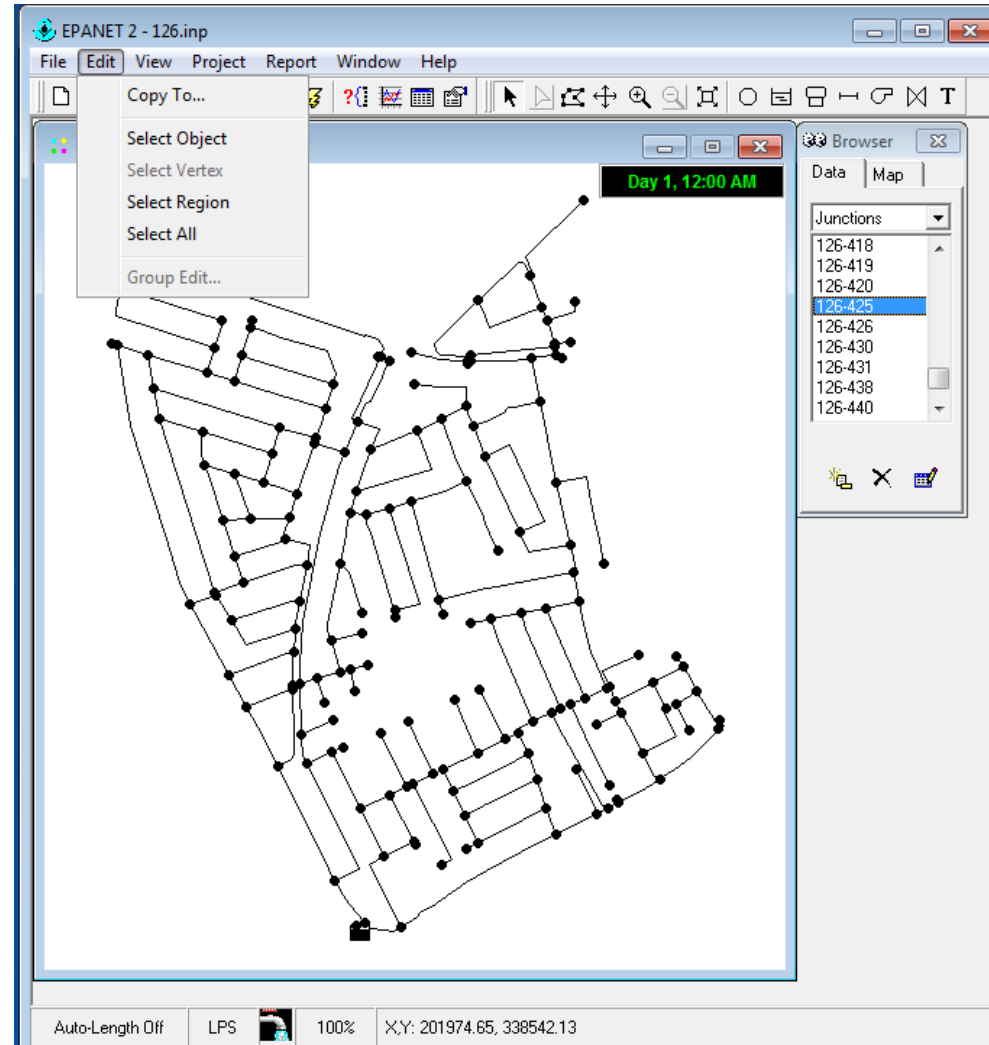 EPANET 2 - 126.inp
File Edit View Project Report Window Help
?{}
T
Copy To...
Select Object
Select Vertex
Select Region
Select All
Group Edit...
Day 1, 12:00 AM
Browser
Data Map
Junctions
126-418
126-419
126-420
126-425
126-426
126-430
126-431
126-438
126-440
Auto-Length Off LPS 100% X,Y: 201974.65, 338542.13